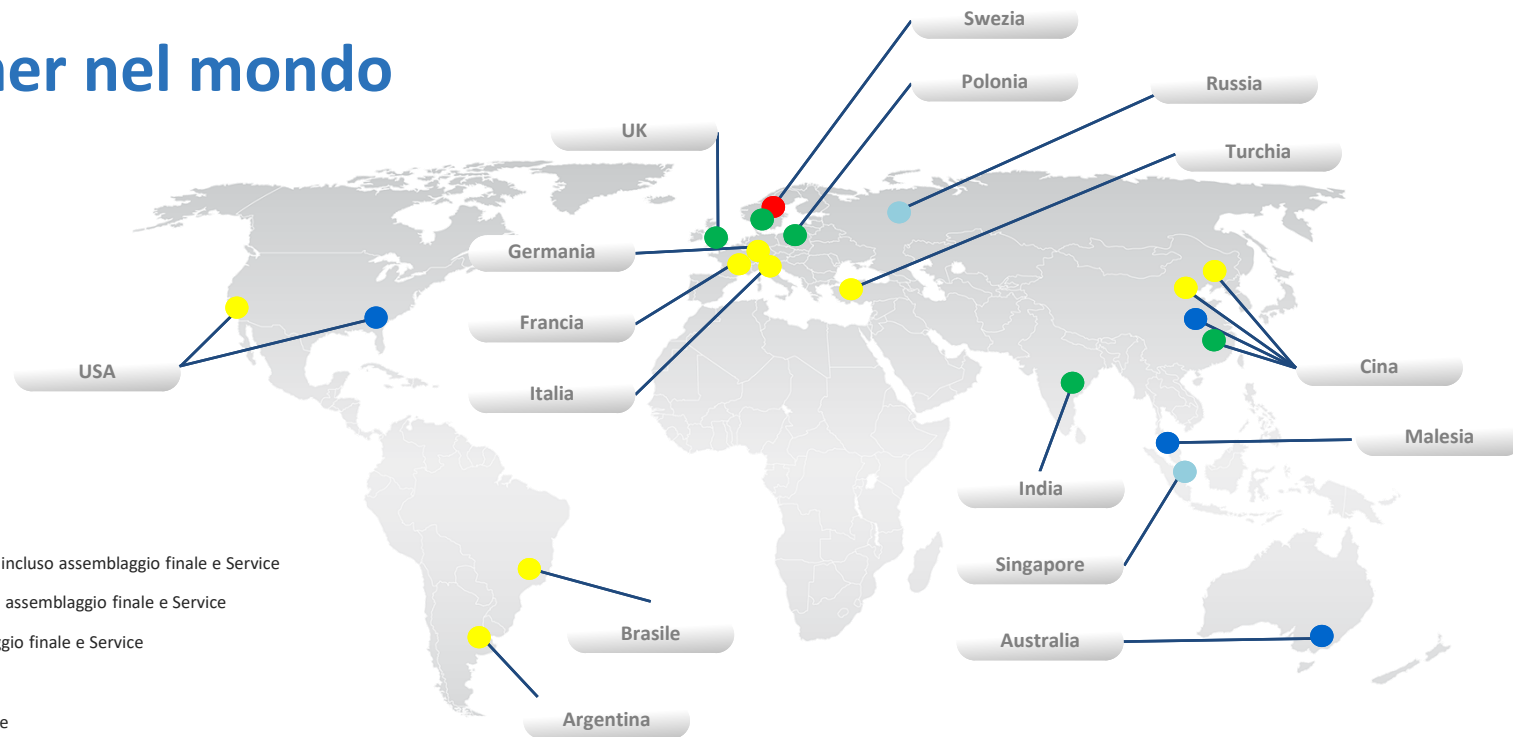 Swezia
ner nel mondo
Polonia
Russia
UK
Turchia
Germania
Francia
USA
Cina
Italia
Malesia
India
incluso assemblaggio finale e Service
Singapore
assemblaggio finale e Service
Brasile
Australia
ggio finale e Service
Argentina
e